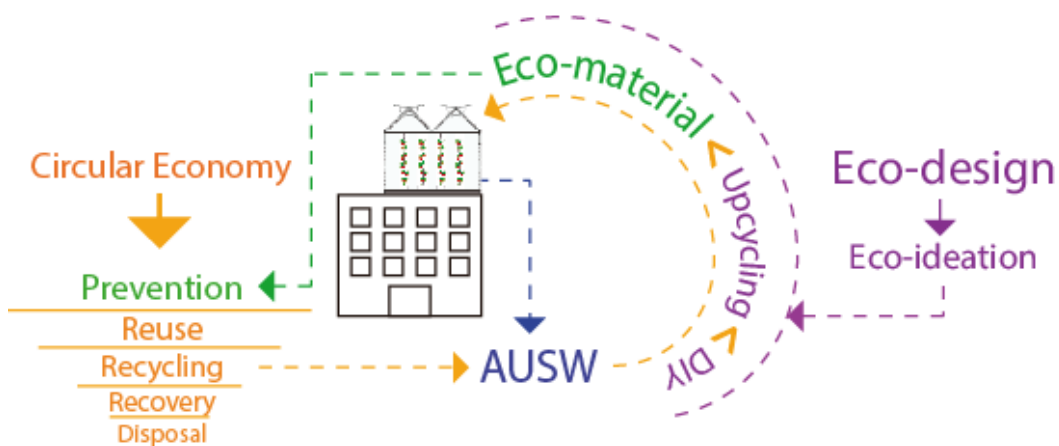 Circular Economy
Prevention
Reuse
Recycling
Recovery
Disposal
AUSW
DIY
Upcycling
Eco-material
Eco-design
Eco-ideation